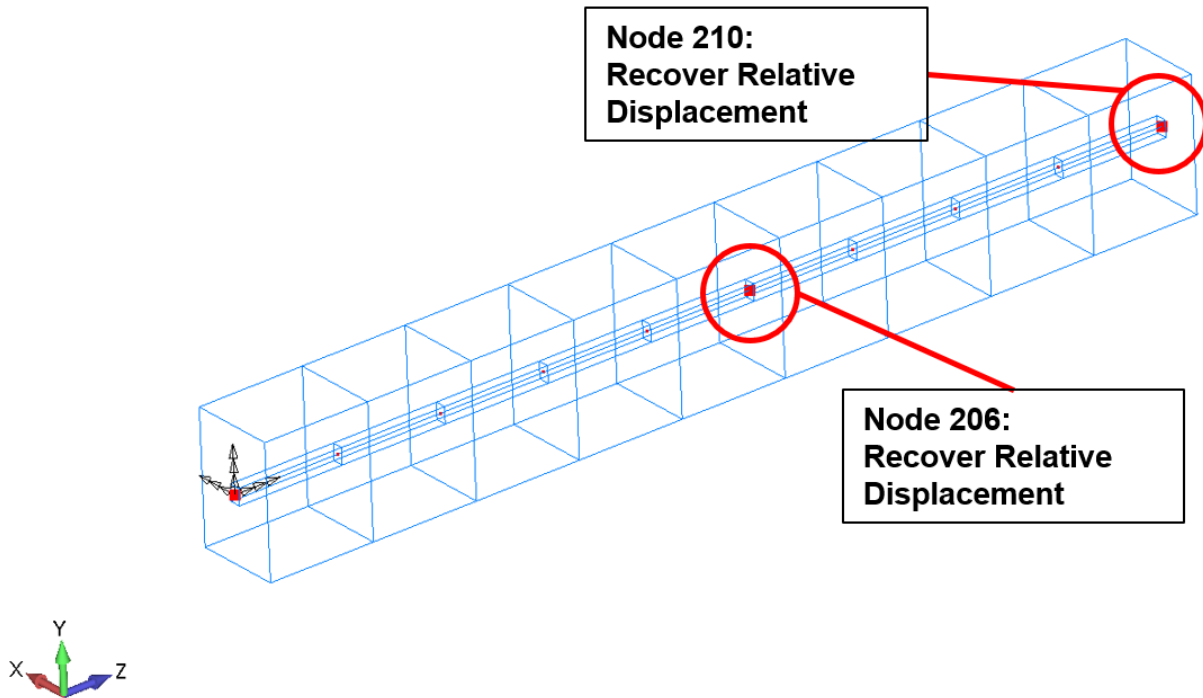 Node 210:
Recover Relative
Displacement
Node 206:
Recover Relative
Displacement
Y
X
Z